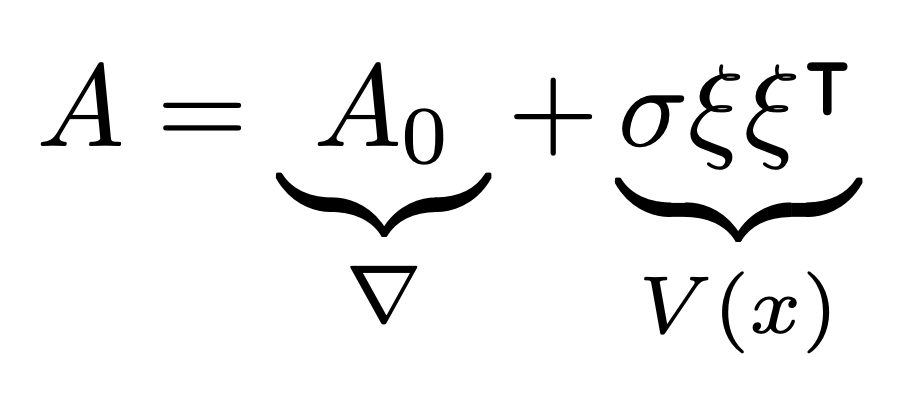 A = A₀ + σξξᵀ
∇ V(x)